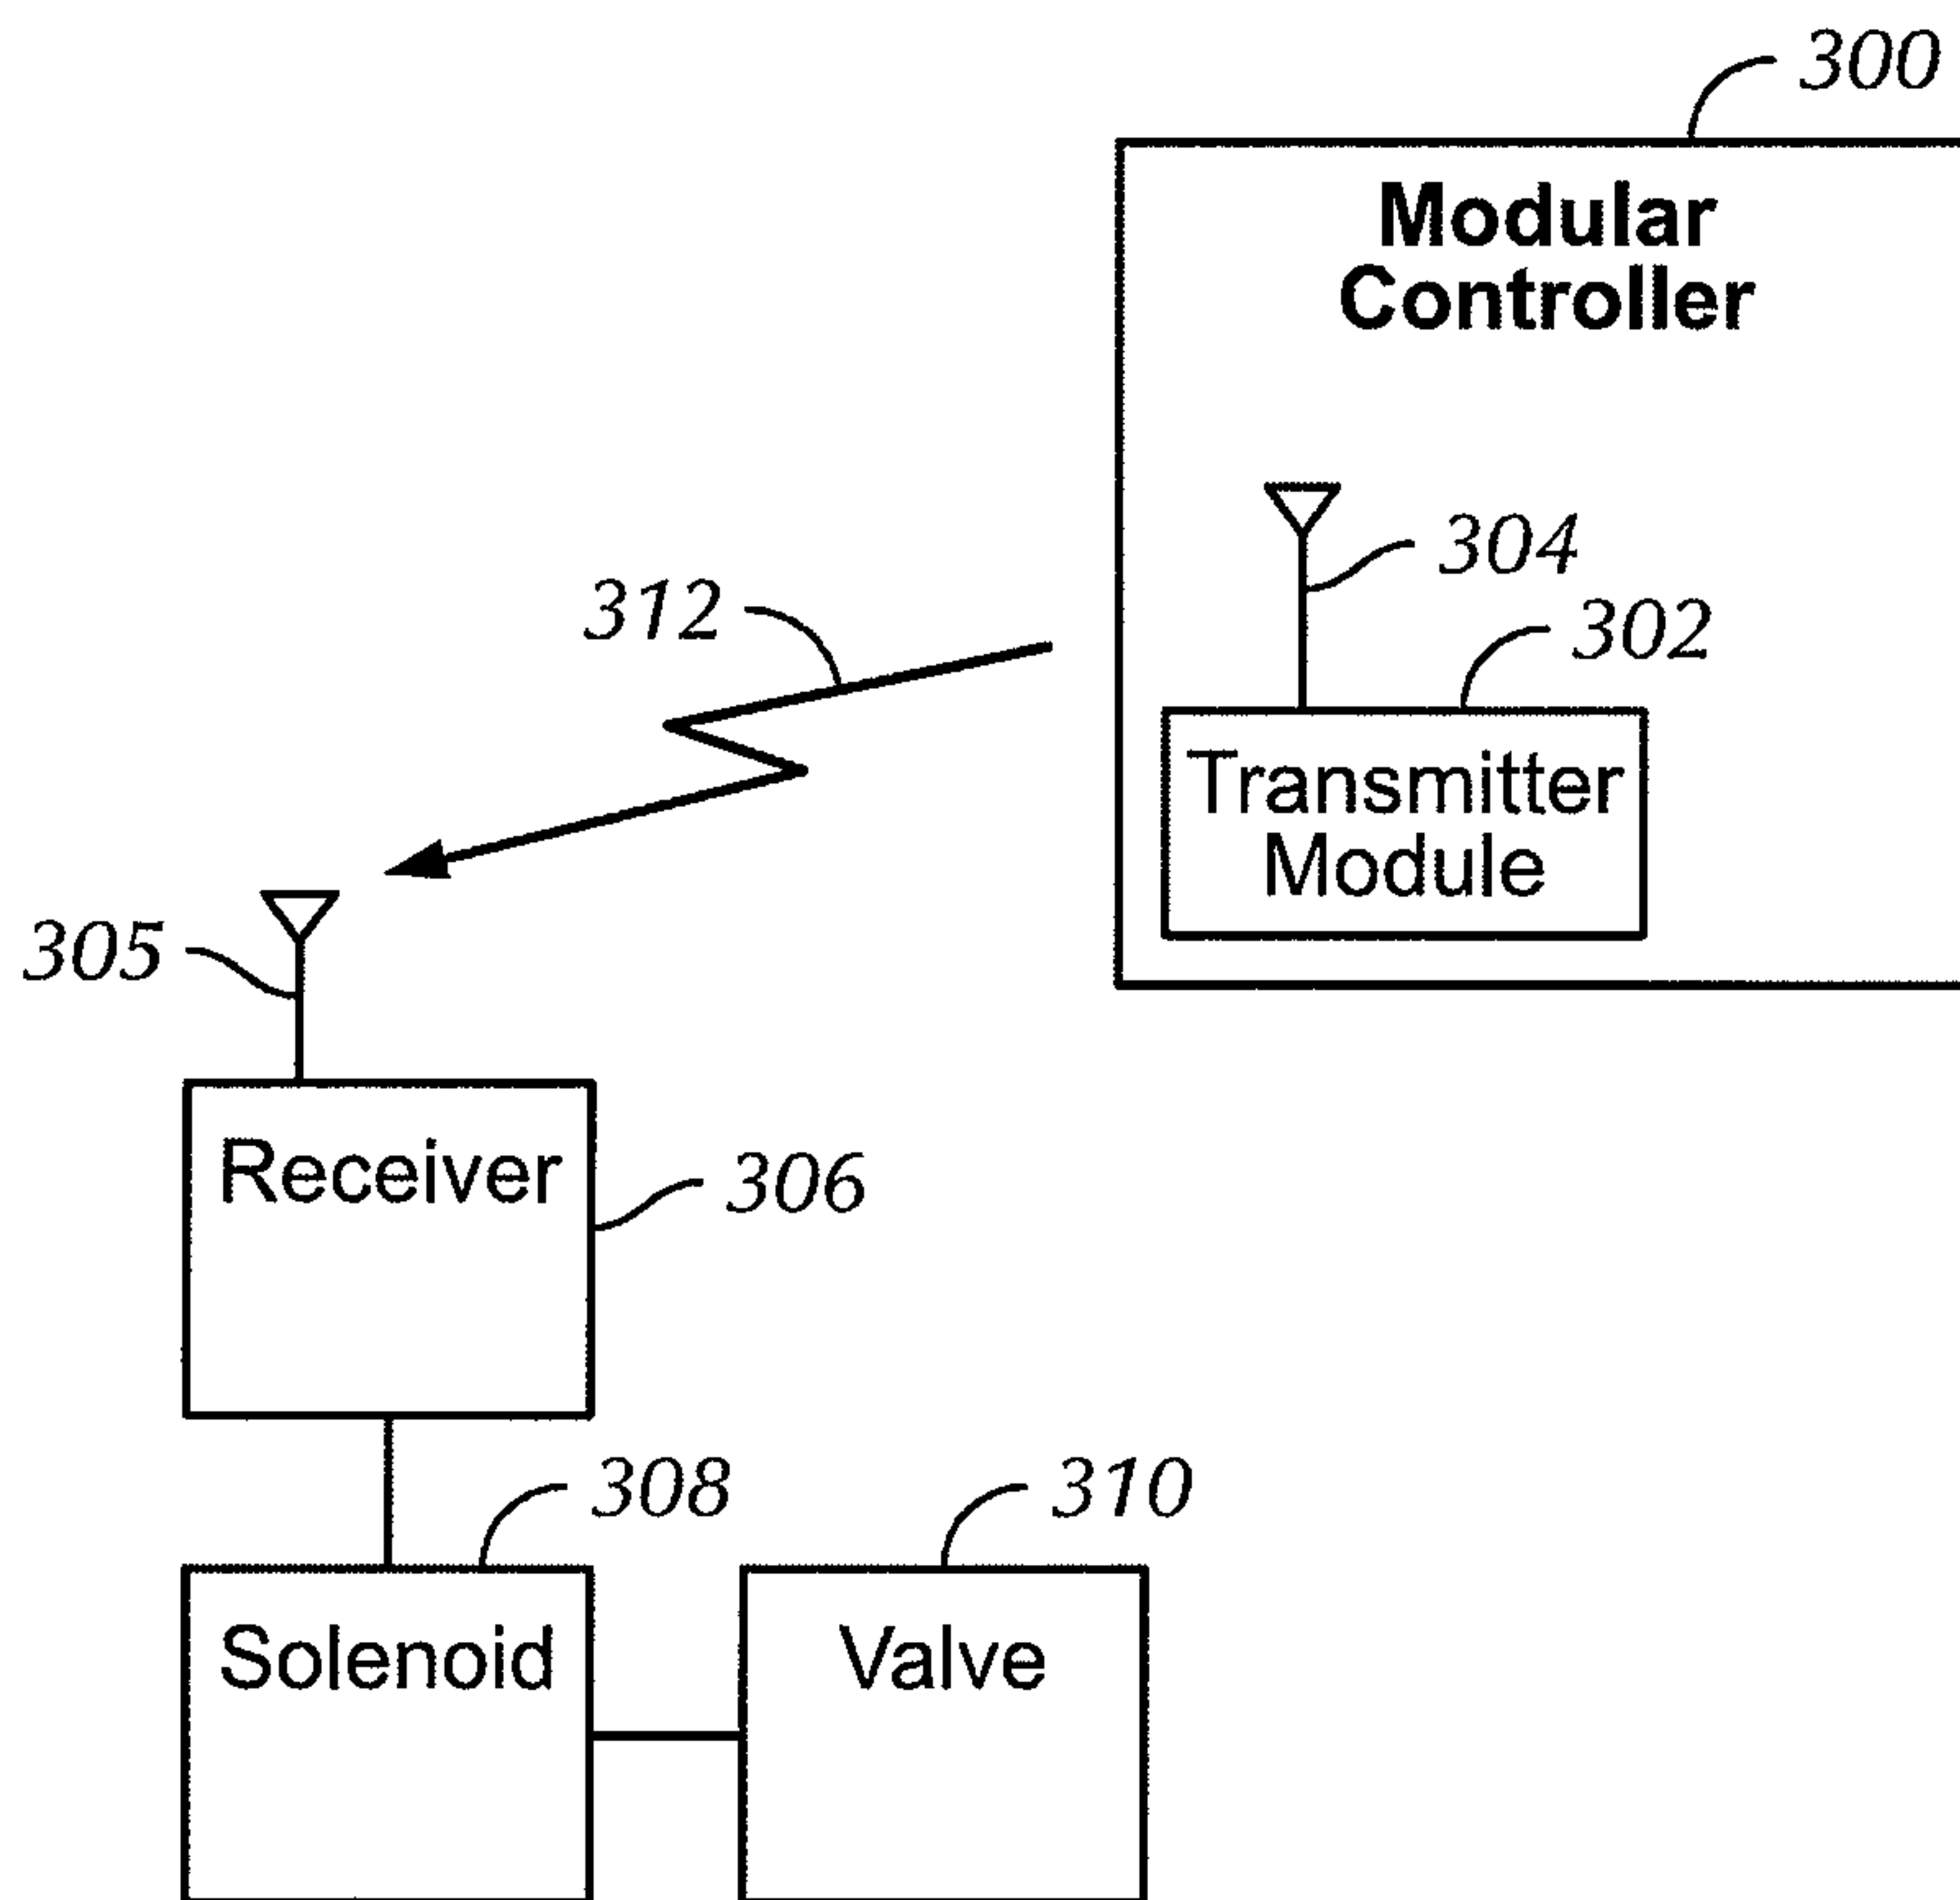 300
Modular
Controller
304
312
302
Transmitter
Module
305
Receiver
306
308
310
Solenoid
Valve